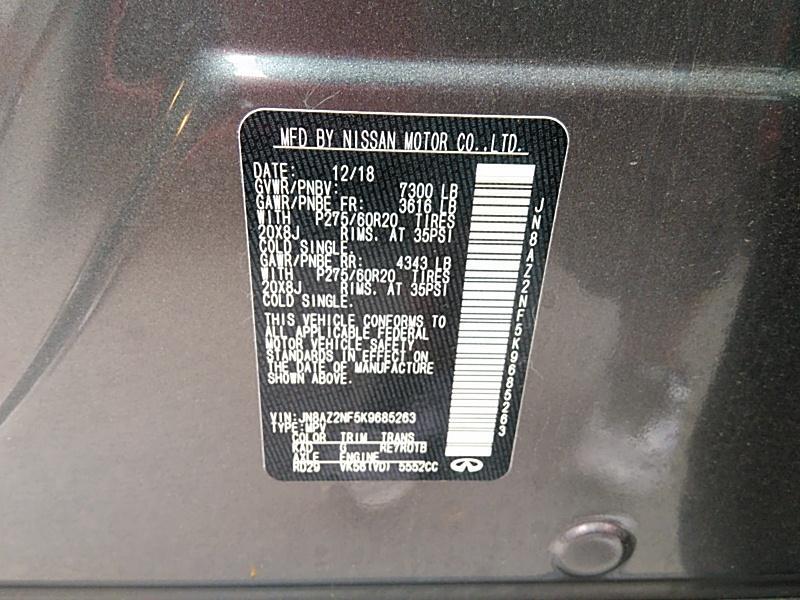 MFD BY NISSAN MOTOR CO.,LTD.
DATE: 12/18
GVWR/PNBV: 7300 LB
GAWR/PNBE FR: 3616 LB
WITH P275/60R20 TIRES
20X8J RIMS. AT 35PSI
COLD SINGLE.
GAWR/PNBE RR: 4343 LB
WITH P275/60R20 TIRES
20X8J RIMS. AT 35PSI
COLD SINGLE.
THIS VEHICLE CONFORMS TO
ALL APPLICABLE FEDERAL
MOTOR VEHICLE SAFETY
STANDARDS IN EFFECT ON
THE DATE OF MANUFACTURE
SHOWN ABOVE.
VIN:JN8AZ2NF5K9685263
TYPE:MPV
COLOR TRIM TRANS
KAD G RE7R01B
AXLE ENGINE
RD29 VK56(VD) 5552CC
JN8AZ2NF5K9685263